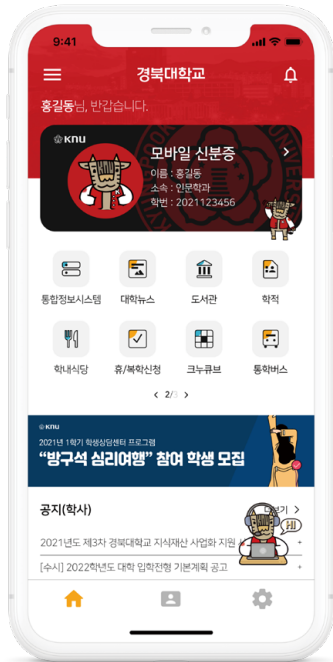 9:41
경북대학교
홍길동님, 반갑습니다.
KNU
모바일 신분증
이름 : 홍길동
소속 : 인문학과
학번 : 2021123456
통합정보시스템 대학뉴스 도서관 학적
학내식당 휴/복학신청 크누큐브 통학버스
2/3
KNU
2021년 1학기 학생상담센터 프로그램
“방구석 심리여행” 참여 학생 모집
공지(학사)
더보기
HI
2021년도 제3차 경북대학교 지식재산 사업화 지원
[수시] 2022학년도 대학 입학전형 기본계획 공고